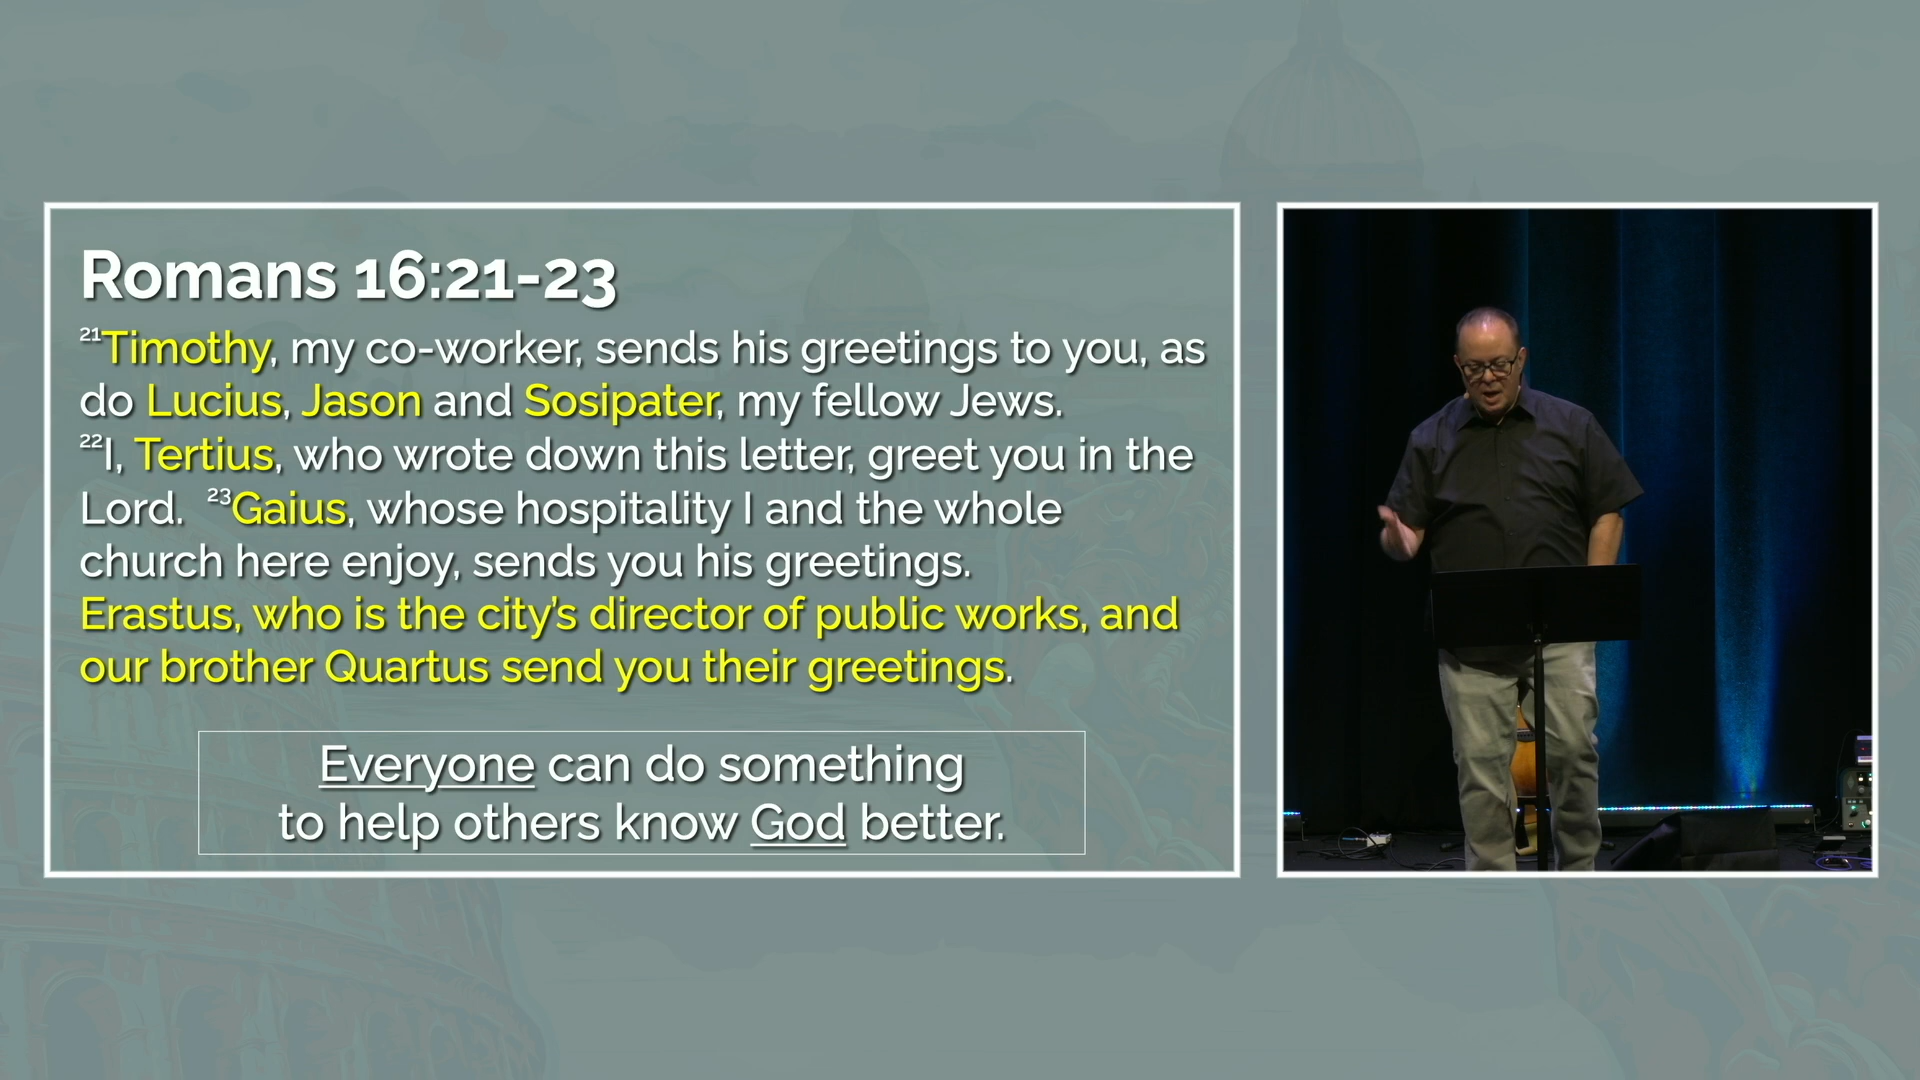 Romans 16:21-23
²¹Timothy, my co-worker, sends his greetings to you, as
do Lucius, Jason and Sosipater, my fellow Jews.
²²I, Tertius, who wrote down this letter, greet you in the
Lord. ²³Gaius, whose hospitality I and the whole
church here enjoy, sends you his greetings.
Erastus, who is the city’s director of public works, and
our brother Quartus send you their greetings.
Everyone can do something
to help others know God better.